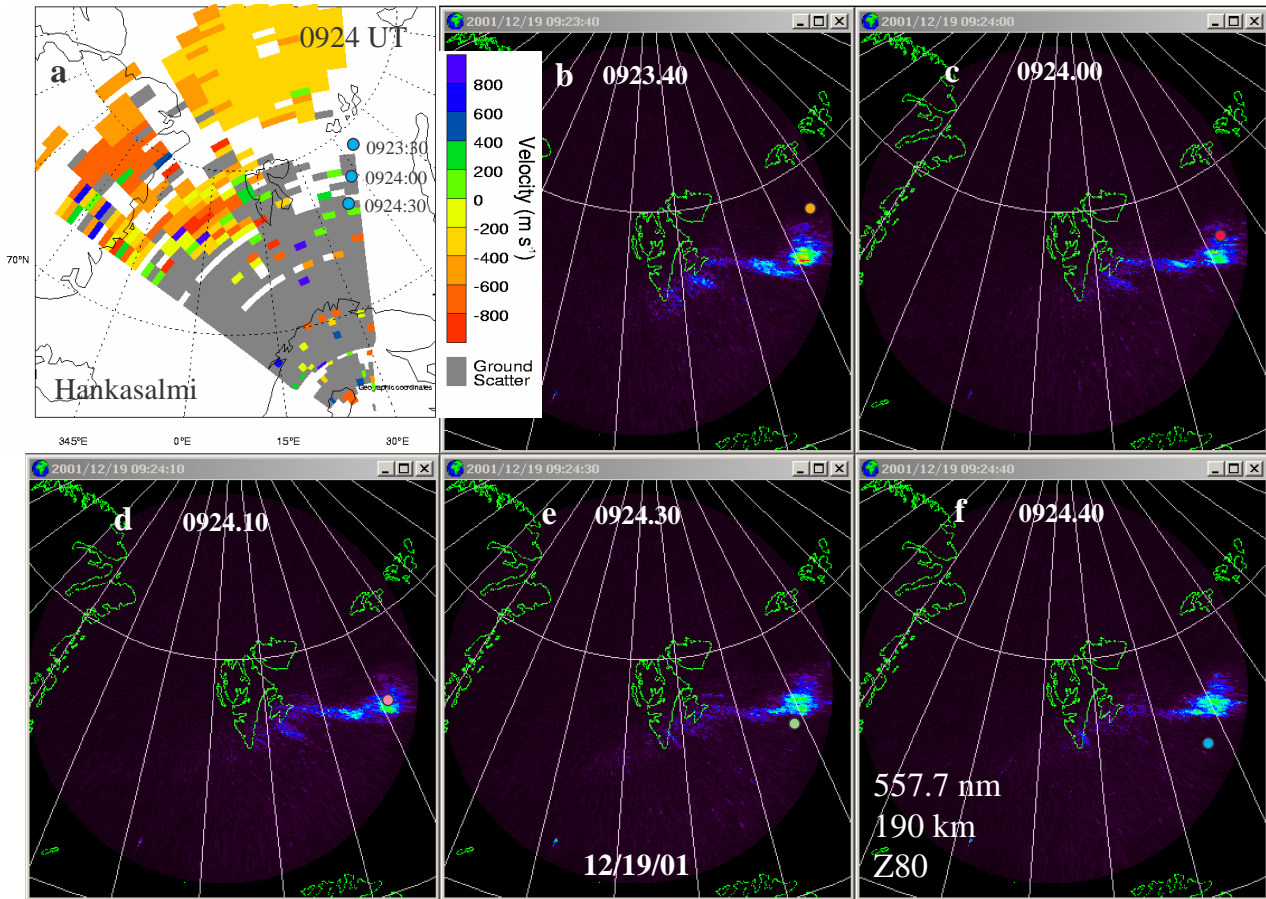 a
0924 UT
0923:30
0924:00
0924:30
70°N
Hankasalmi
Geographic coordinates
345°E
0°E
15°E
30°E
800
600
400
200
0
-200
-400
-600
-800
Velocity (m s⁻¹)
Ground
Scatter
2001/12/19 09:23:40
b
0923.40
2001/12/19 09:24:00
c
0924.00
2001/12/19 09:24:10
d
0924.10
2001/12/19 09:24:30
e
0924.30
12/19/01
2001/12/19 09:24:40
f
0924.40
557.7 nm
190 km
Z80